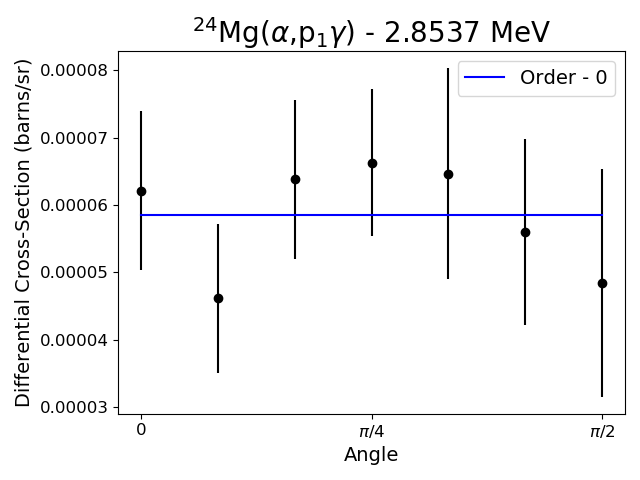 ²⁴Mg(α,p₁γ) - 2.8537 MeV
Order - 0
Differential Cross-Section (barns/sr)
0.00008
0.00007
0.00006
0.00005
0.00004
0.00003
0 π/4 π/2
Angle